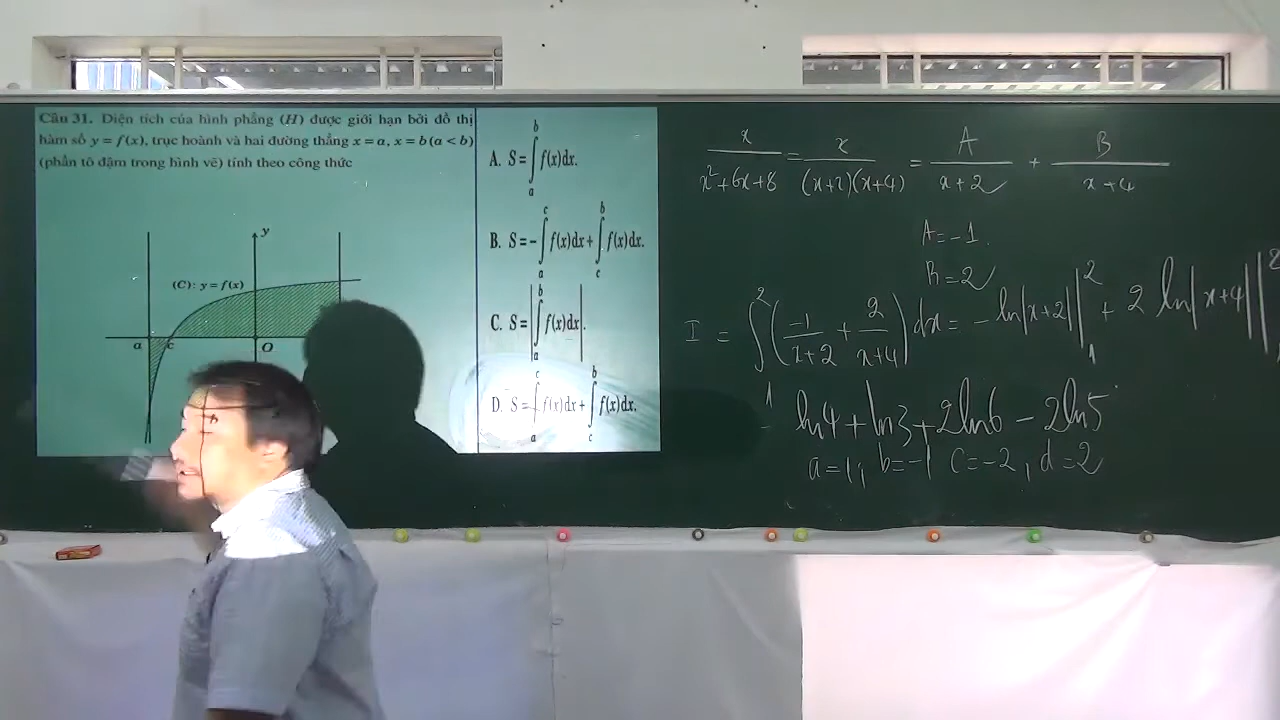 Câu 31. Diện tích của hình phẳng (H) được giới hạn bởi đồ thị
hàm số y = f(x), trục hoành và hai đường thẳng x = a, x = b (a < b)
(phần tô đậm trong hình vẽ) tính theo công thức
y
(C): y = f(x)
a c O
A. S = ∫_a^b f(x)dx.
B. S = -∫_a^c f(x)dx + ∫_c^b f(x)dx.
C. S = |∫_a^b f(x)dx|.
D. S = ∫_a^c f(x)dx + ∫_c^b f(x)dx.
x/(x²+6x+8) = x/((x+2)(x+4)) = A/(x+2) + B/(x+4)
A = -1.
B = 2
I = ∫_1^2 (-1/(x+2) + 2/(x+4)) dx = -ln|x+2| |_1^2 + 2 ln|x+4| |
ln4 + ln3 + 2ln6 - 2ln5
a=1, b=-1 c=-2, d=2